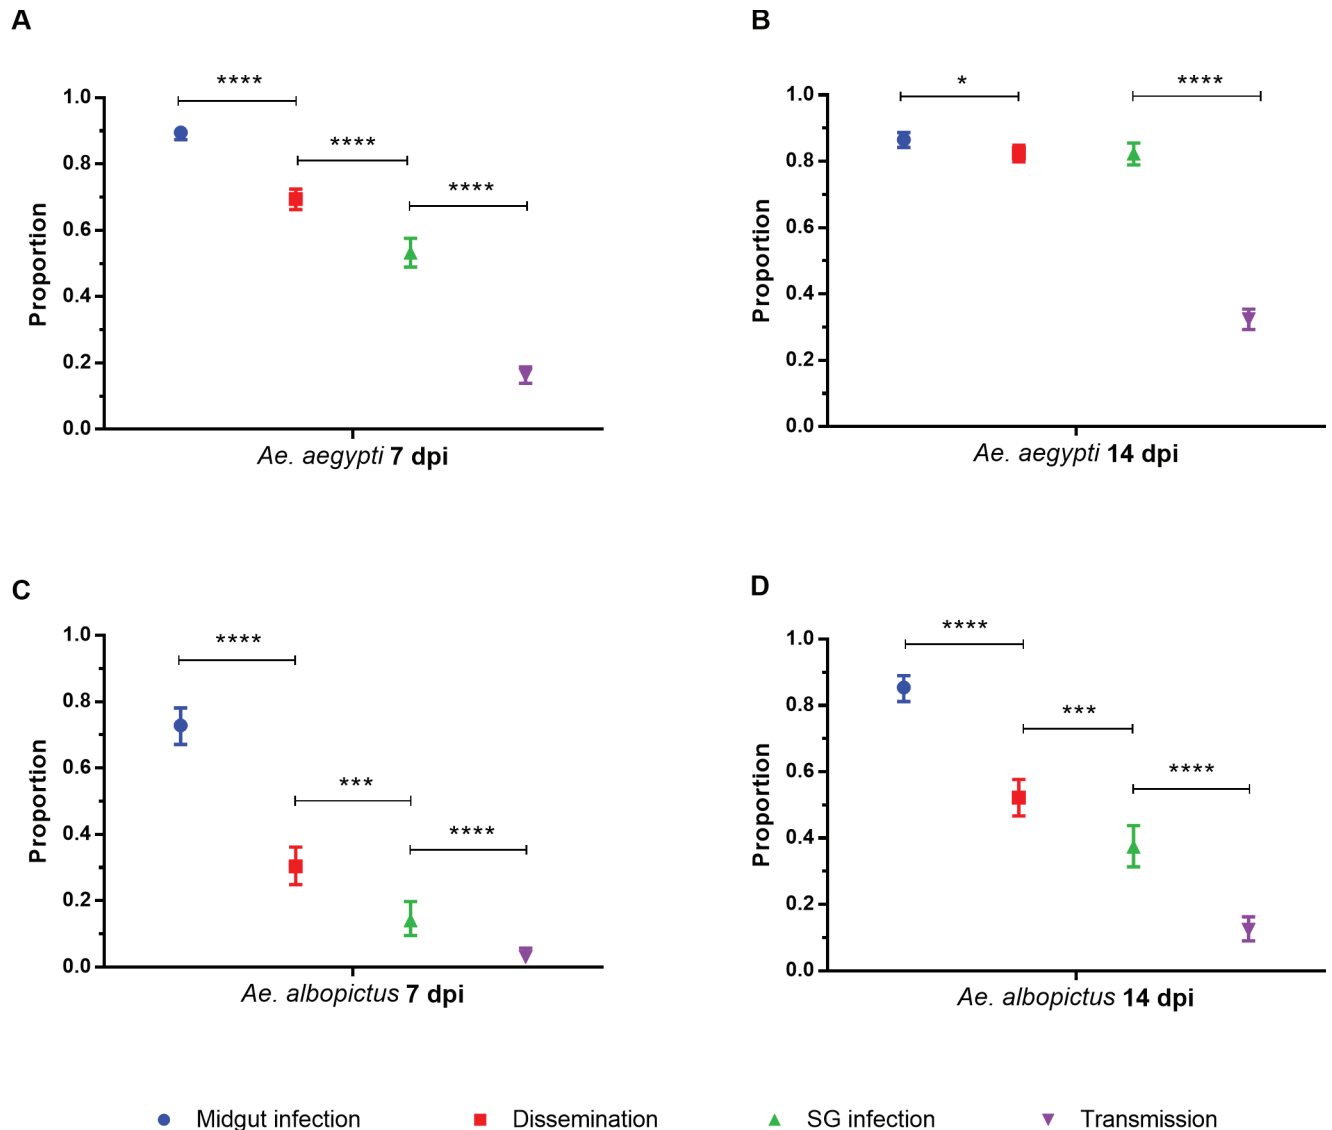 A
****
****
****
1.0
0.8
0.6
0.4
0.2
0.0
Proportion
Ae. aegypti 7 dpi
B
*
****
1.0
0.8
0.6
0.4
0.2
0.0
Proportion
Ae. aegypti 14 dpi
C
****
***
****
1.0
0.8
0.6
0.4
0.2
0.0
Proportion
Ae. albopictus 7 dpi
D
****
***
****
1.0
0.8
0.6
0.4
0.2
0.0
Proportion
Ae. albopictus 14 dpi
Midgut infection Dissemination SG infection Transmission